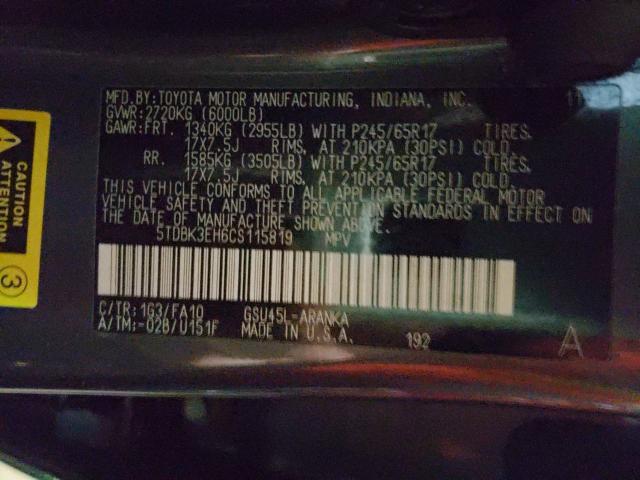 MFD.BY:TOYOTA MOTOR MANUFACTURING, INDIANA, INC.
GVWR:2720KG (6000LB)
GAWR:FRT. 1340KG (2955LB) WITH P245/65R17 TIRES.
17X7.5J RIMS, AT 210KPA (30PSI) COLD.
RR. 1585KG (3505LB) WITH P245/65R17 TIRES.
17X7.5J RIMS, AT 210KPA (30PSI) COLD.
THIS VEHICLE CONFORMS TO ALL APPLICABLE FEDERAL MOTOR
VEHICLE SAFETY AND THEFT PREVENTION STANDARDS IN EFFECT ON
THE DATE OF MANUFACTURE SHOWN ABOVE.
5TDBK3EH6CS115819 MPV
C/TR:1G3/FA10 GSU45L-ARANKA
A/TM:-02B/U151F MADE IN U.S.A. 192
A
CAUTION
ATTENTION
3